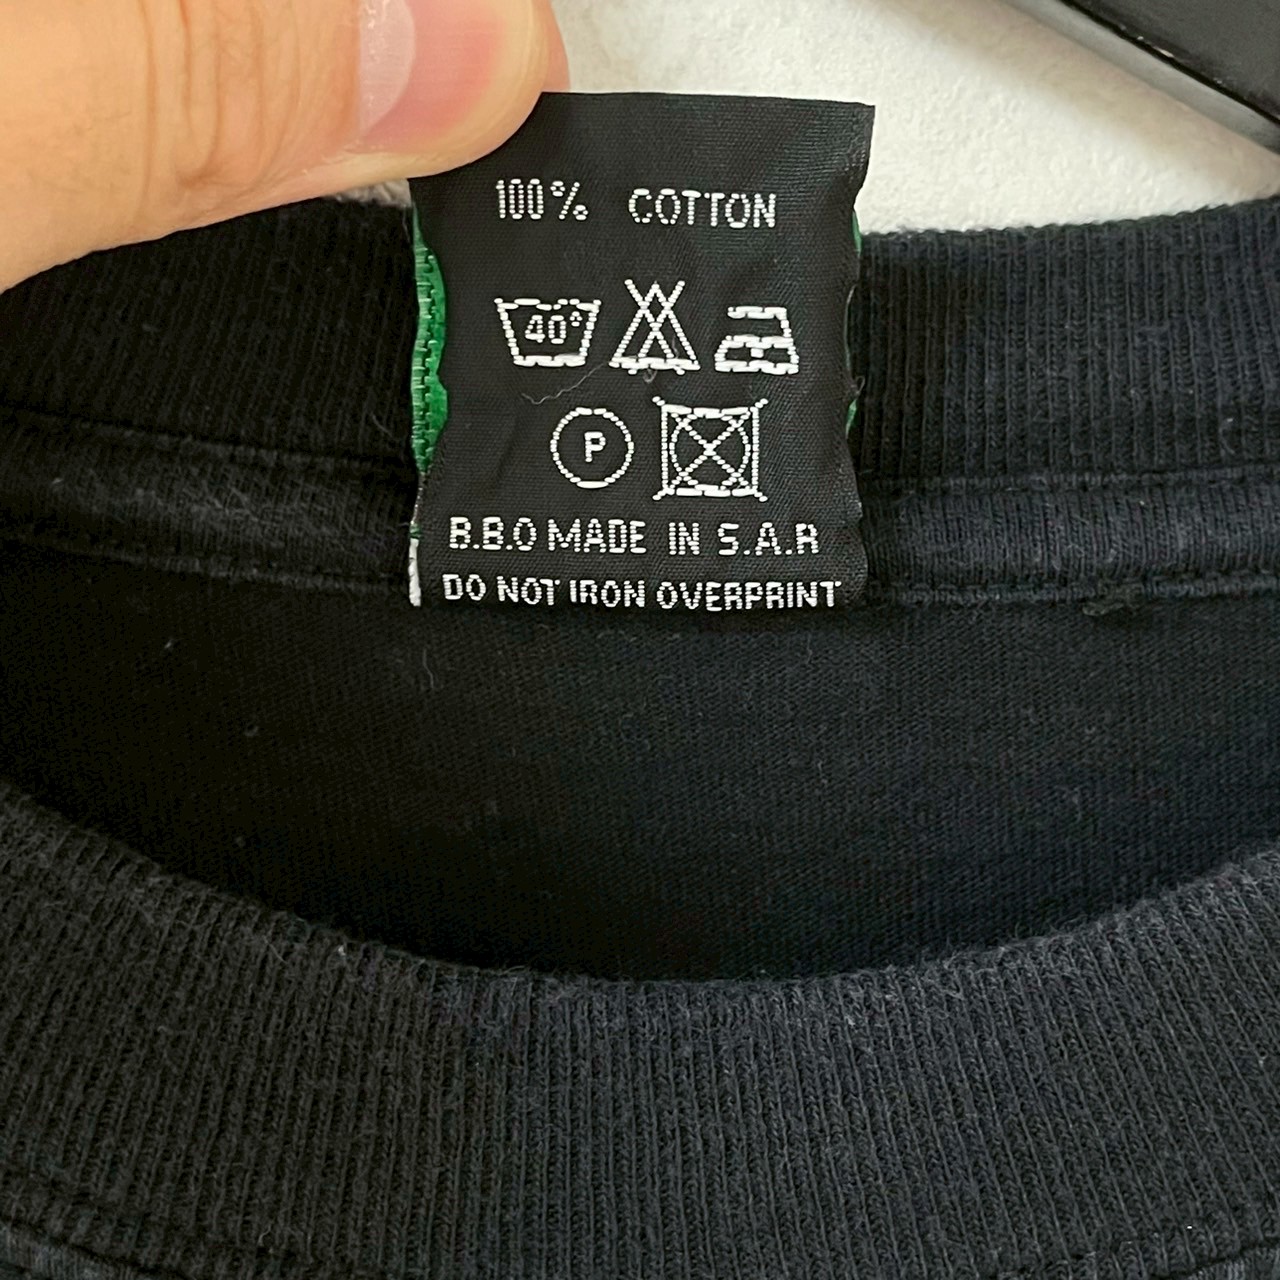 100% COTTON
40°
P
B.B.O MADE IN S.A.R
DO NOT IRON OVERPRINT